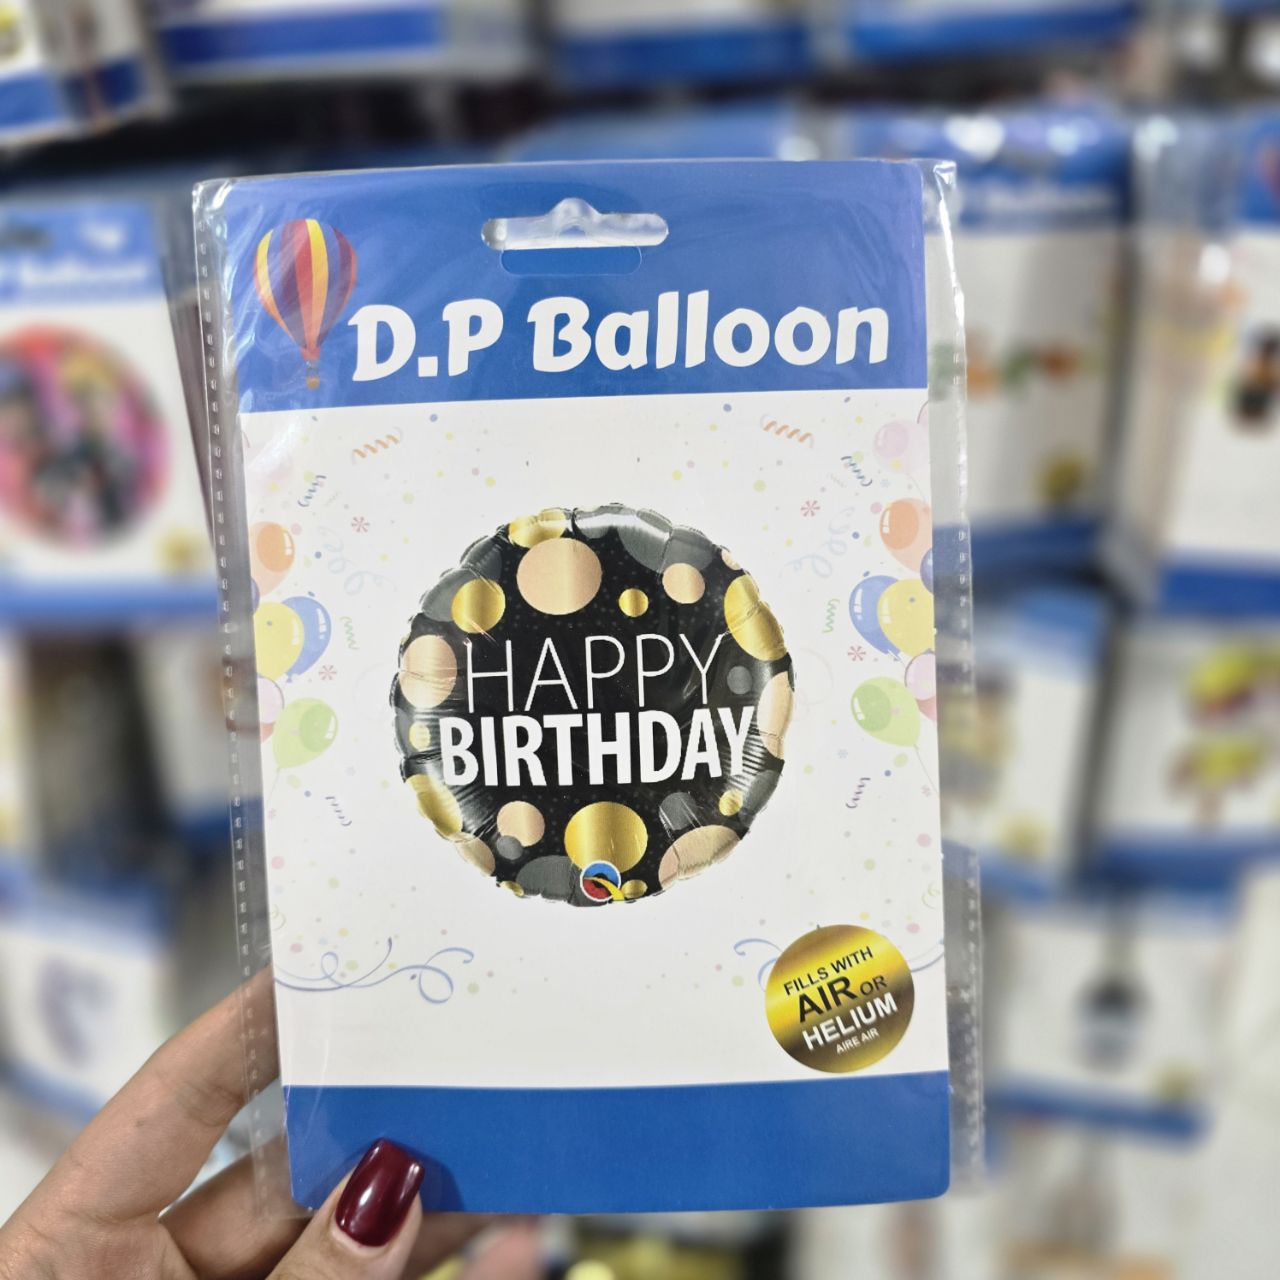 D.P Balloon
HAPPY
BIRTHDAY
FILLS WITH
AIR OR
HELIUM
AIRE AIR